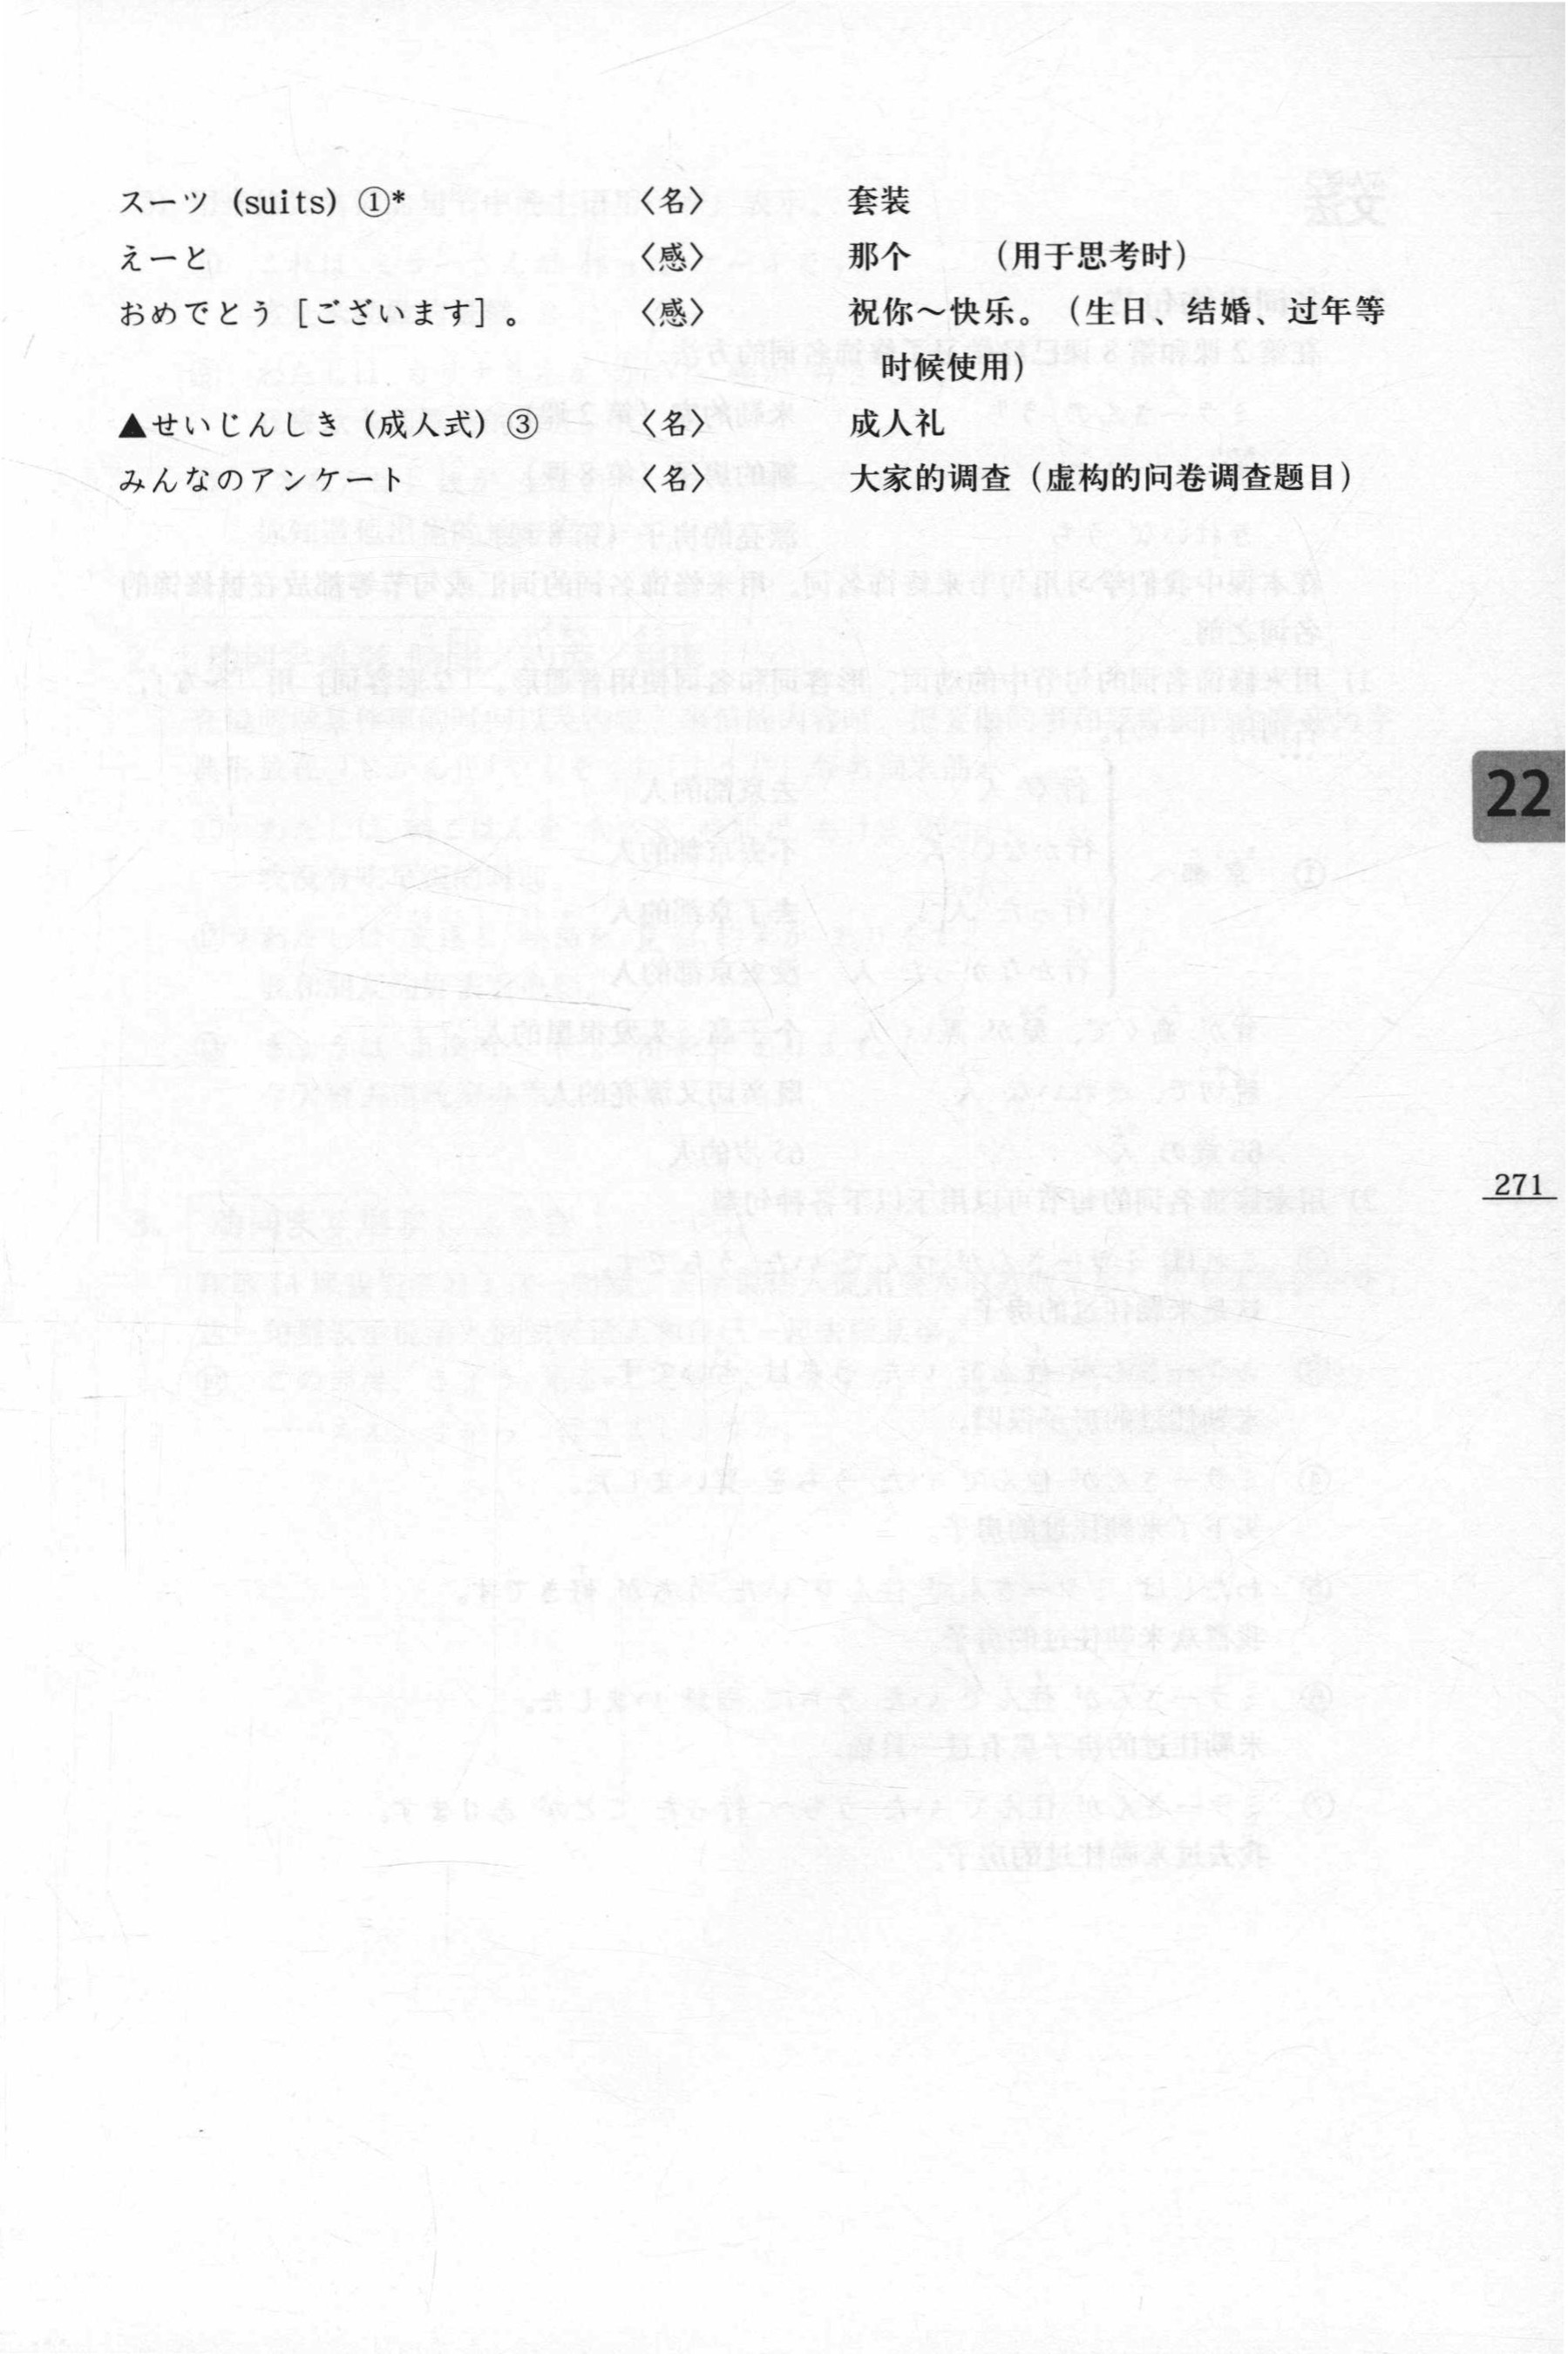 スーツ (suits) ①* 〈名〉 套装
えーと 〈感〉 那个 （用于思考时）
おめでとう［ございます］。 〈感〉 祝你～快乐。（生日、结婚、过年等
时候使用）
▲せいじんしき（成人式）③ 〈名〉 成人礼
みんなのアンケート 〈名〉 大家的调查（虚构的问卷调查题目）
22
271